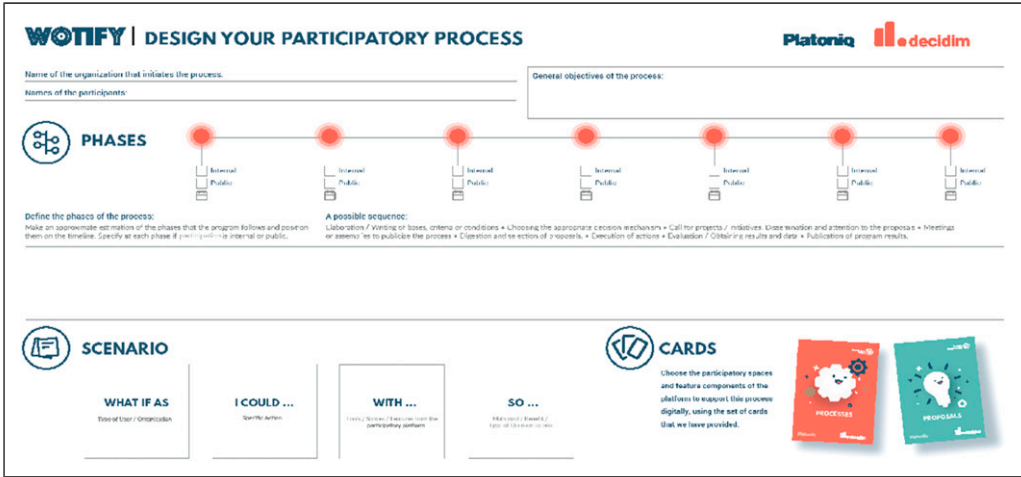 WOTIFY | DESIGN YOUR PARTICIPATORY PROCESS
Platoniq
decidim
Name of the organization that initiates the process:
Names of the participants:
General objectives of the process:
PHASES
Internal
Public
Internal
Public
Internal
Public
Internal
Public
Internal
Public
Internal
Public
Internal
Public
Define the phases of the process:
Make an approximate estimation of the phases that the program follows and position
them on the timeline. Specify at each phase if participation is internal or public.
A possible sequence:
Elaboration / Writing of bases, criteria or conditions • Choosing the appropriate decision mechanism • Call for projects / initiatives. Dissemination and attention to the proposals • Meetings
or assemblies to publicize the process • Digestion and selection of proposals. • Execution of actions • Evaluation / Obtaining results and data • Publication of program results.
SCENARIO
WHAT IF AS
Type of User / Organization
I COULD ...
Specific Action
WITH ...
participatory platform
SO ...
CARDS
Choose the participatory spaces
and feature components of the
platform to support this process
digitally, using the set of cards
that we have provided.
PROCESSES
PROPOSALS